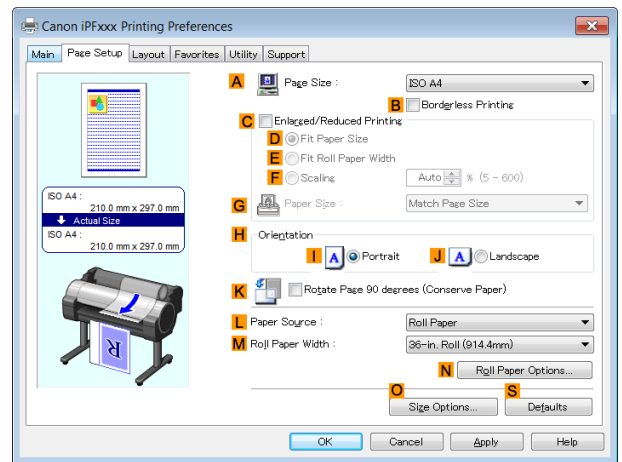 Canon iPFxxx Printing Preferences
Main Page Setup Layout Favorites Utility Support
A Page Size : ISO A4
B Borderless Printing
C Enlarged/Reduced Printing
D Fit Paper Size
E Fit Roll Paper Width
F Scaling Auto % (5 - 600)
G Paper Size : Match Page Size
ISO A4 :
210.0 mm x 297.0 mm
Actual Size
ISO A4 :
210.0 mm x 297.0 mm
H Orientation
I A Portrait J A Landscape
K Rotate Page 90 degrees (Conserve Paper)
L Paper Source : Roll Paper
M Roll Paper Width : 36-in. Roll (914.4mm)
R
N Roll Paper Options...
O S
Size Options... Defaults
OK Cancel Apply Help